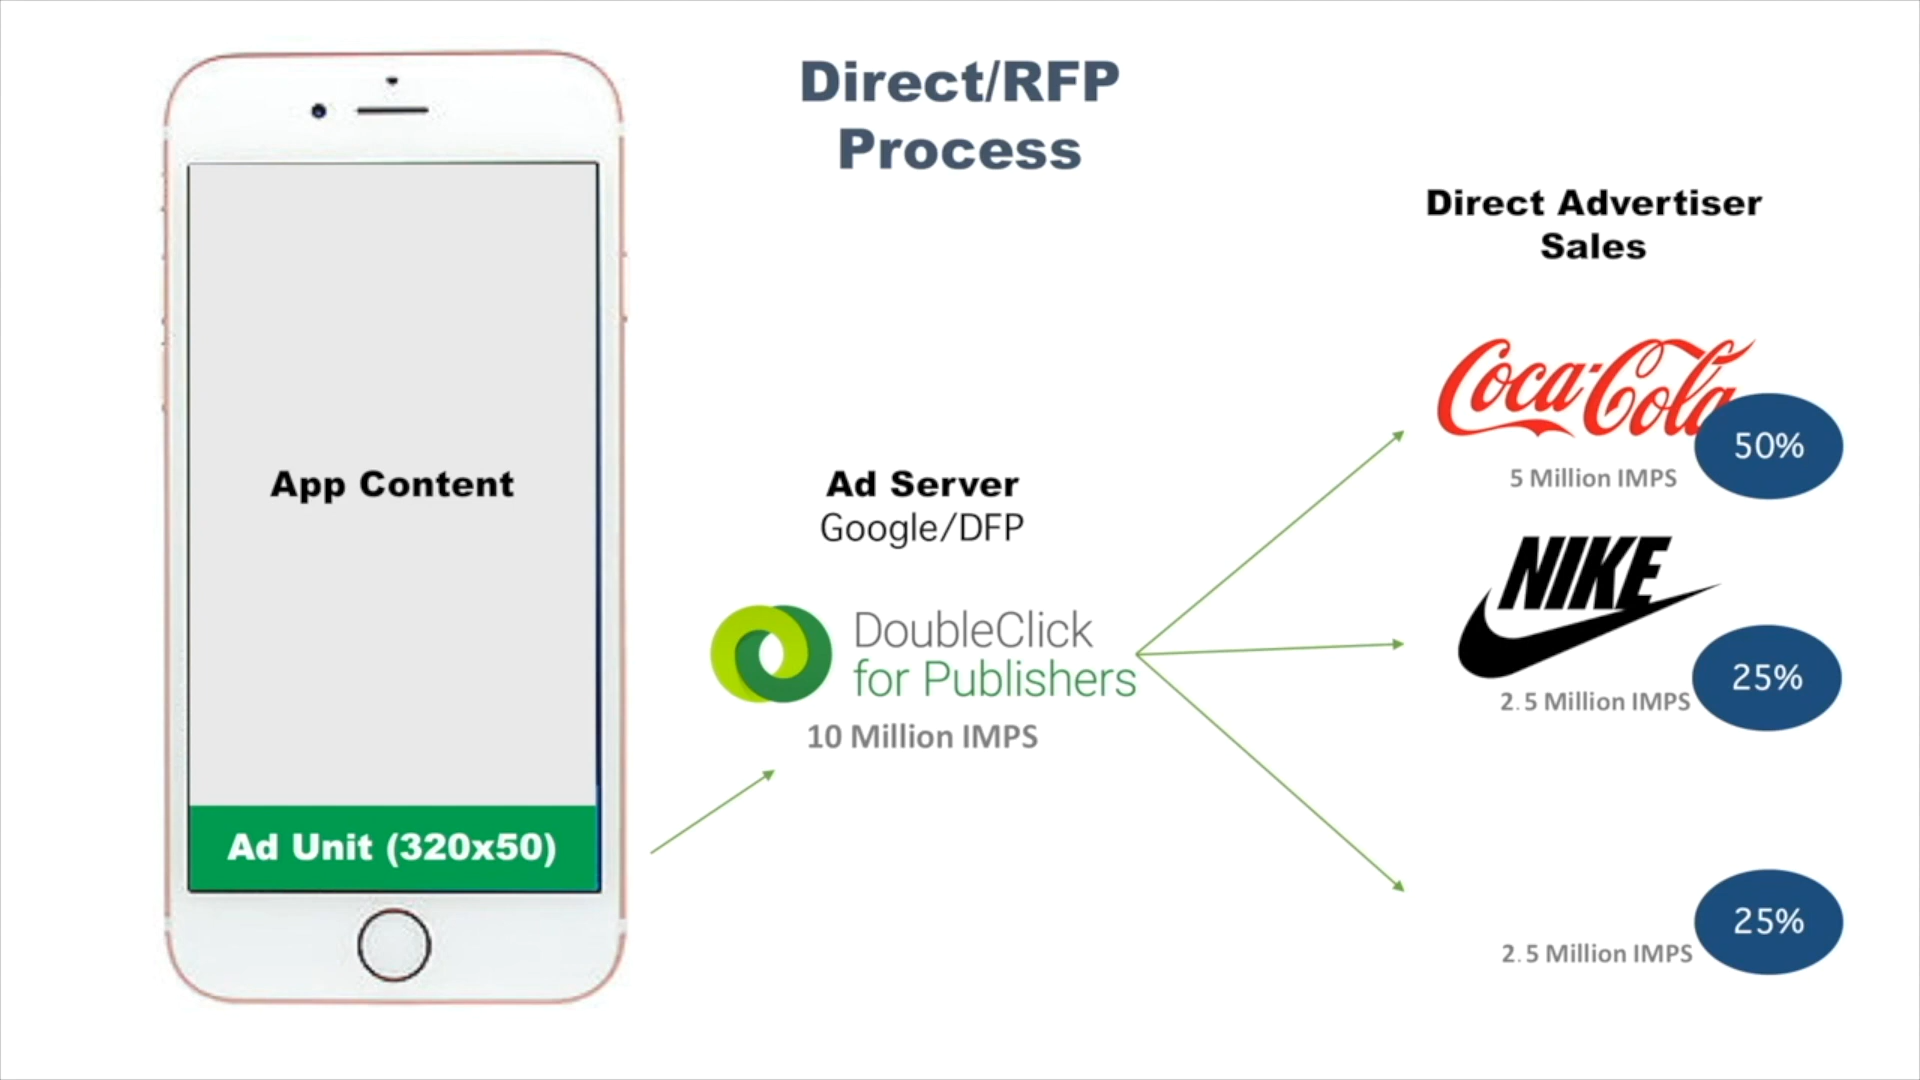 Direct/RFP
Process
Direct Advertiser
Sales
Coca-Cola
50%
5 Million IMPS
App Content
Ad Server
Google/DFP
NIKE
DoubleClick
for Publishers
25%
2.5 Million IMPS
10 Million IMPS
Ad Unit (320x50)
25%
2.5 Million IMPS